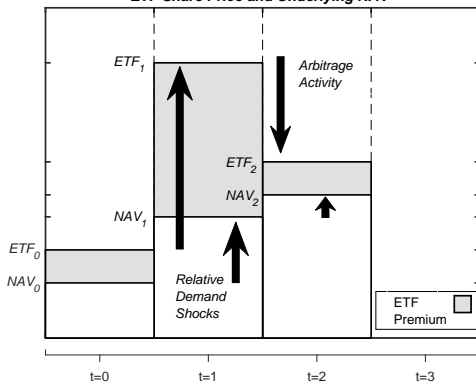 ETF Share Price and Underlying NAV
ETF1
Arbitrage
Activity
ETF2
NAV2
NAV1
ETF0
NAV0
Relative
Demand
Shocks
ETF
Premium
t=0
t=1
t=2
t=3